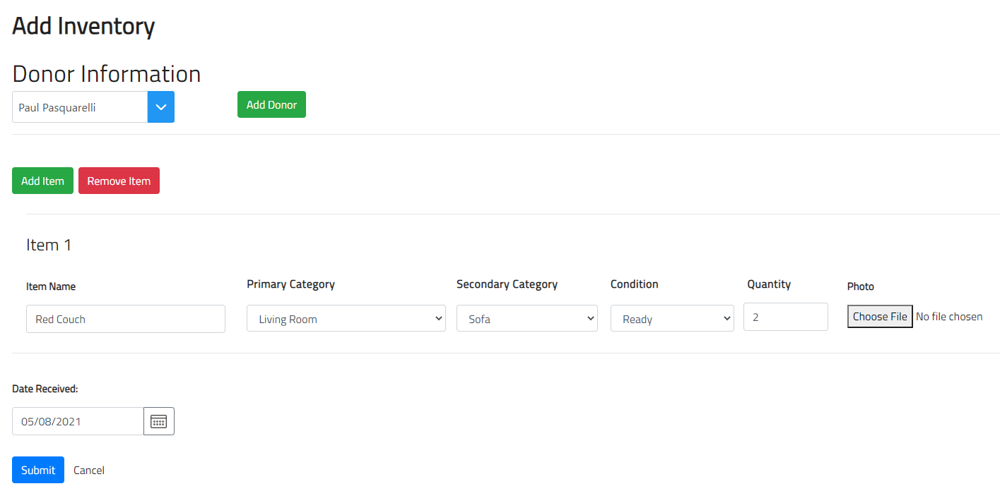 Add Inventory
Donor Information
Paul Pasquarelli
Add Donor
Add Item Remove Item
Item 1
Item Name Primary Category Secondary Category Condition Quantity Photo
Red Couch Living Room Sofa Ready 2 Choose File No file chosen
Date Received:
05/08/2021
Submit Cancel